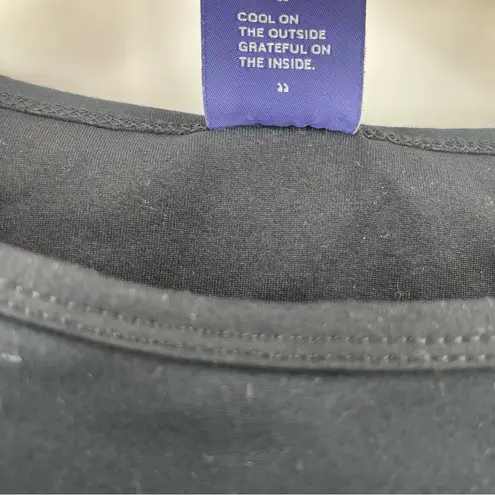 COOL ON
THE OUTSIDE
GRATEFUL ON
THE INSIDE.
”